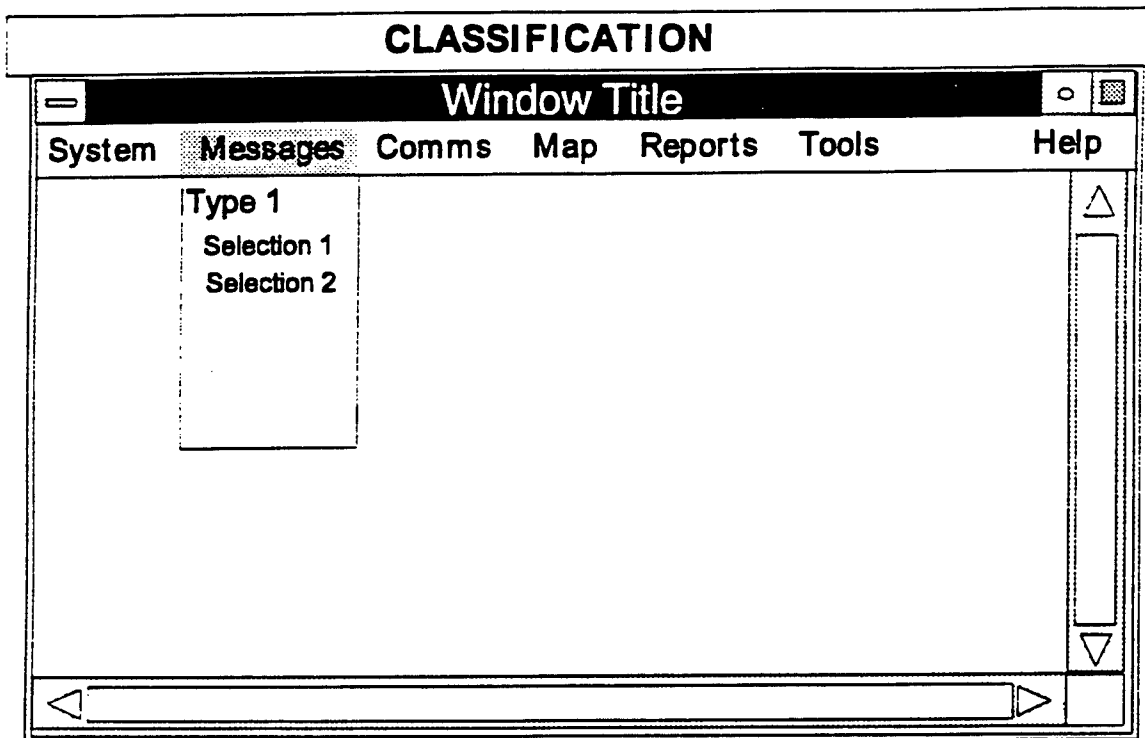 CLASSIFICATION
Window Title
System Messages Comms Map Reports Tools Help
Type 1
Selection 1
Selection 2